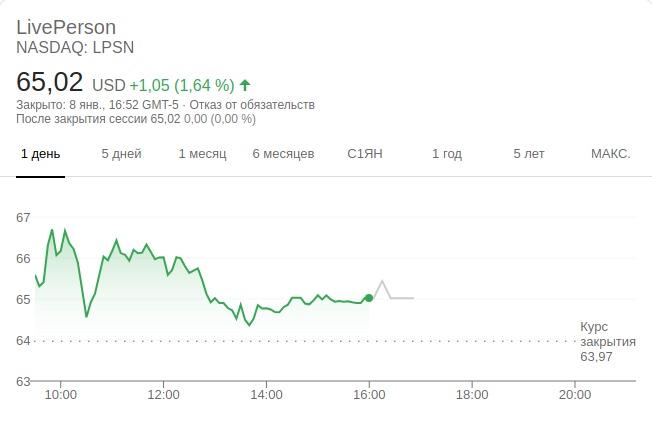 LivePerson
NASDAQ: LPSN
65,02 USD +1,05 (1,64 %)
Закрыто: 8 янв., 16:52 GMT-5 · Отказ от обязательств
После закрытия сессии 65,02 0,00 (0,00 %)
1 день 5 дней 1 месяц 6 месяцев С1ЯН 1 год 5 лет МАКС.
67
66
65
64
Курс
закрытия
63,97
63
10:00 12:00 14:00 16:00 18:00 20:00